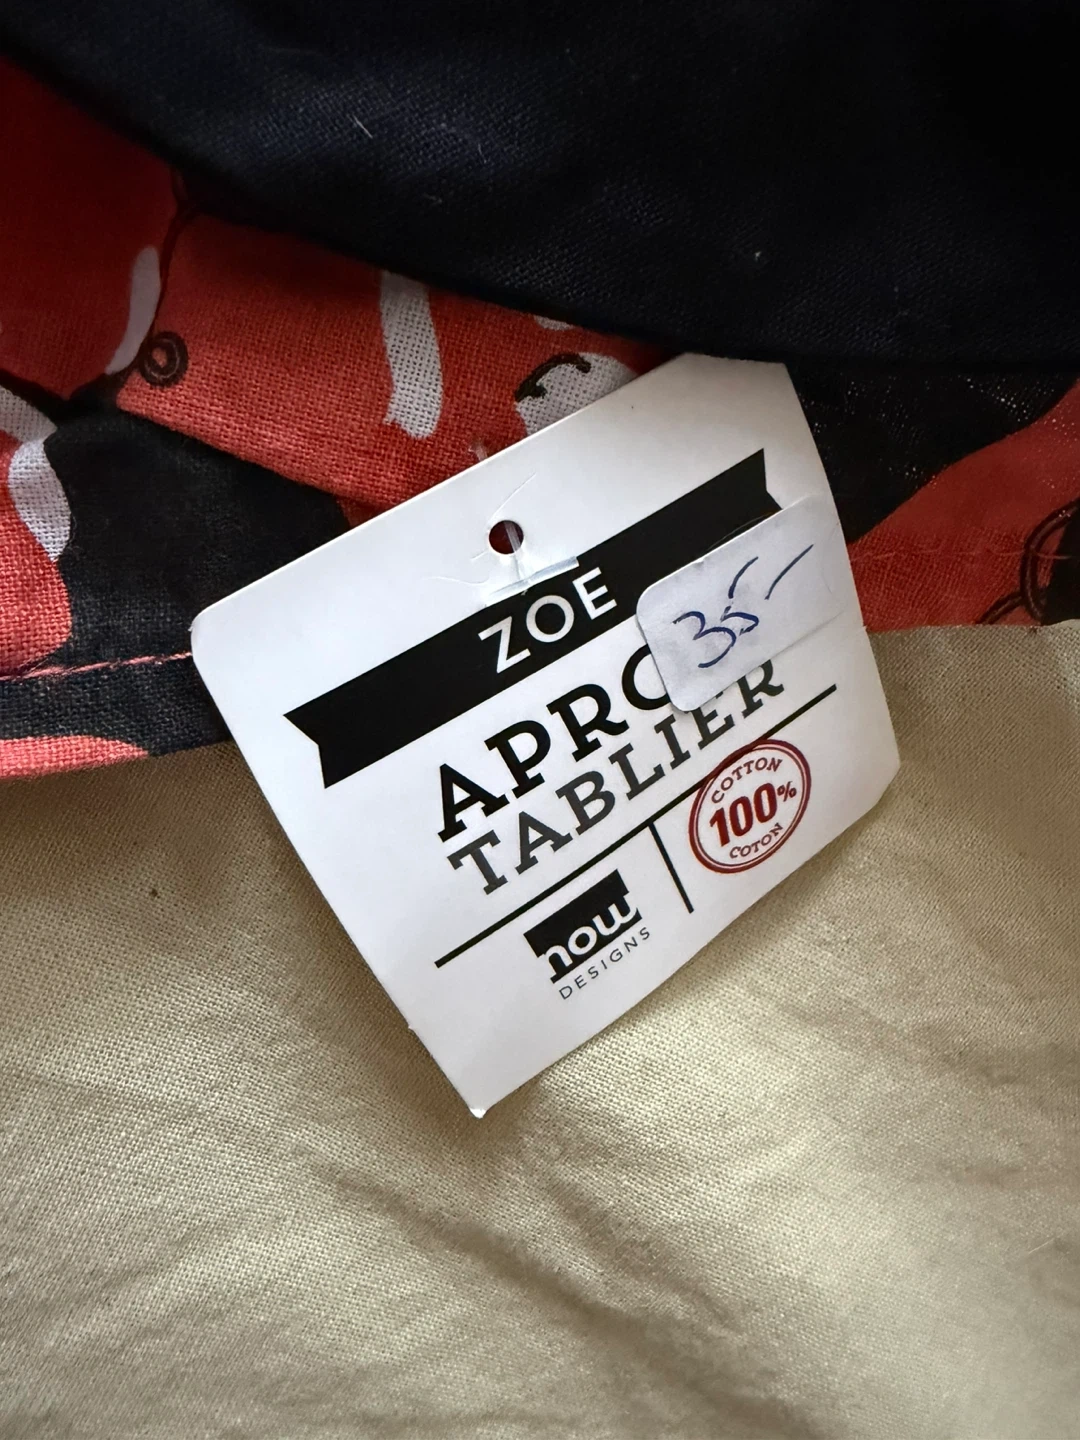 ZOE
35,-
APRO
TABLIER
COTTON
100%
COTON
now
DESIGNS